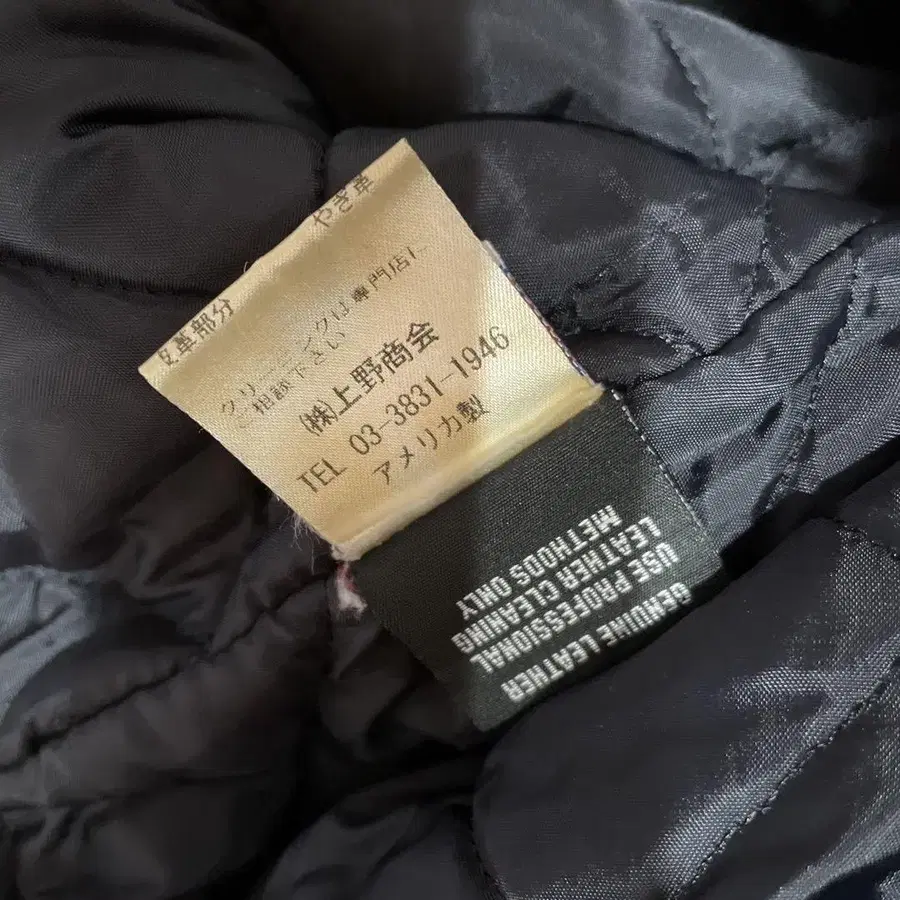 皮革部分 やぎ革
クリーニングは専門店に
ご相談下さい
㈱上野商会
TEL 03-3831-1946
アメリカ製
GENUINE LEATHER
USE PROFESSIONAL
LEATHER CLEANING
METHODS ONLY